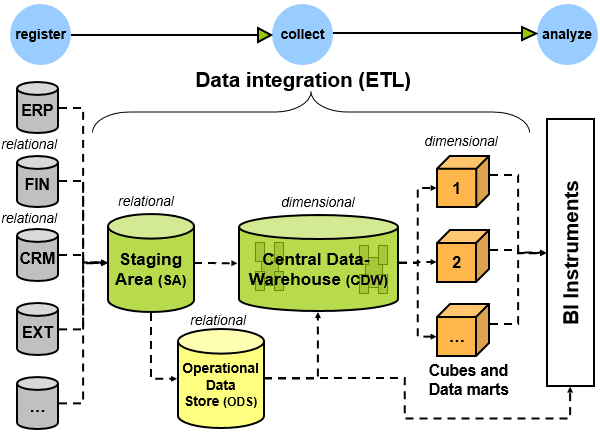 register
collect
analyze
Data integration (ETL)
ERP
relational
FIN
relational
CRM
EXT
...
relational
Staging
Area (SA)
dimensional
Central Data-
Warehouse (CDW)
relational
Operational
Data
Store (ODS)
dimensional
1
2
...
Cubes and
Data marts
BI Instruments